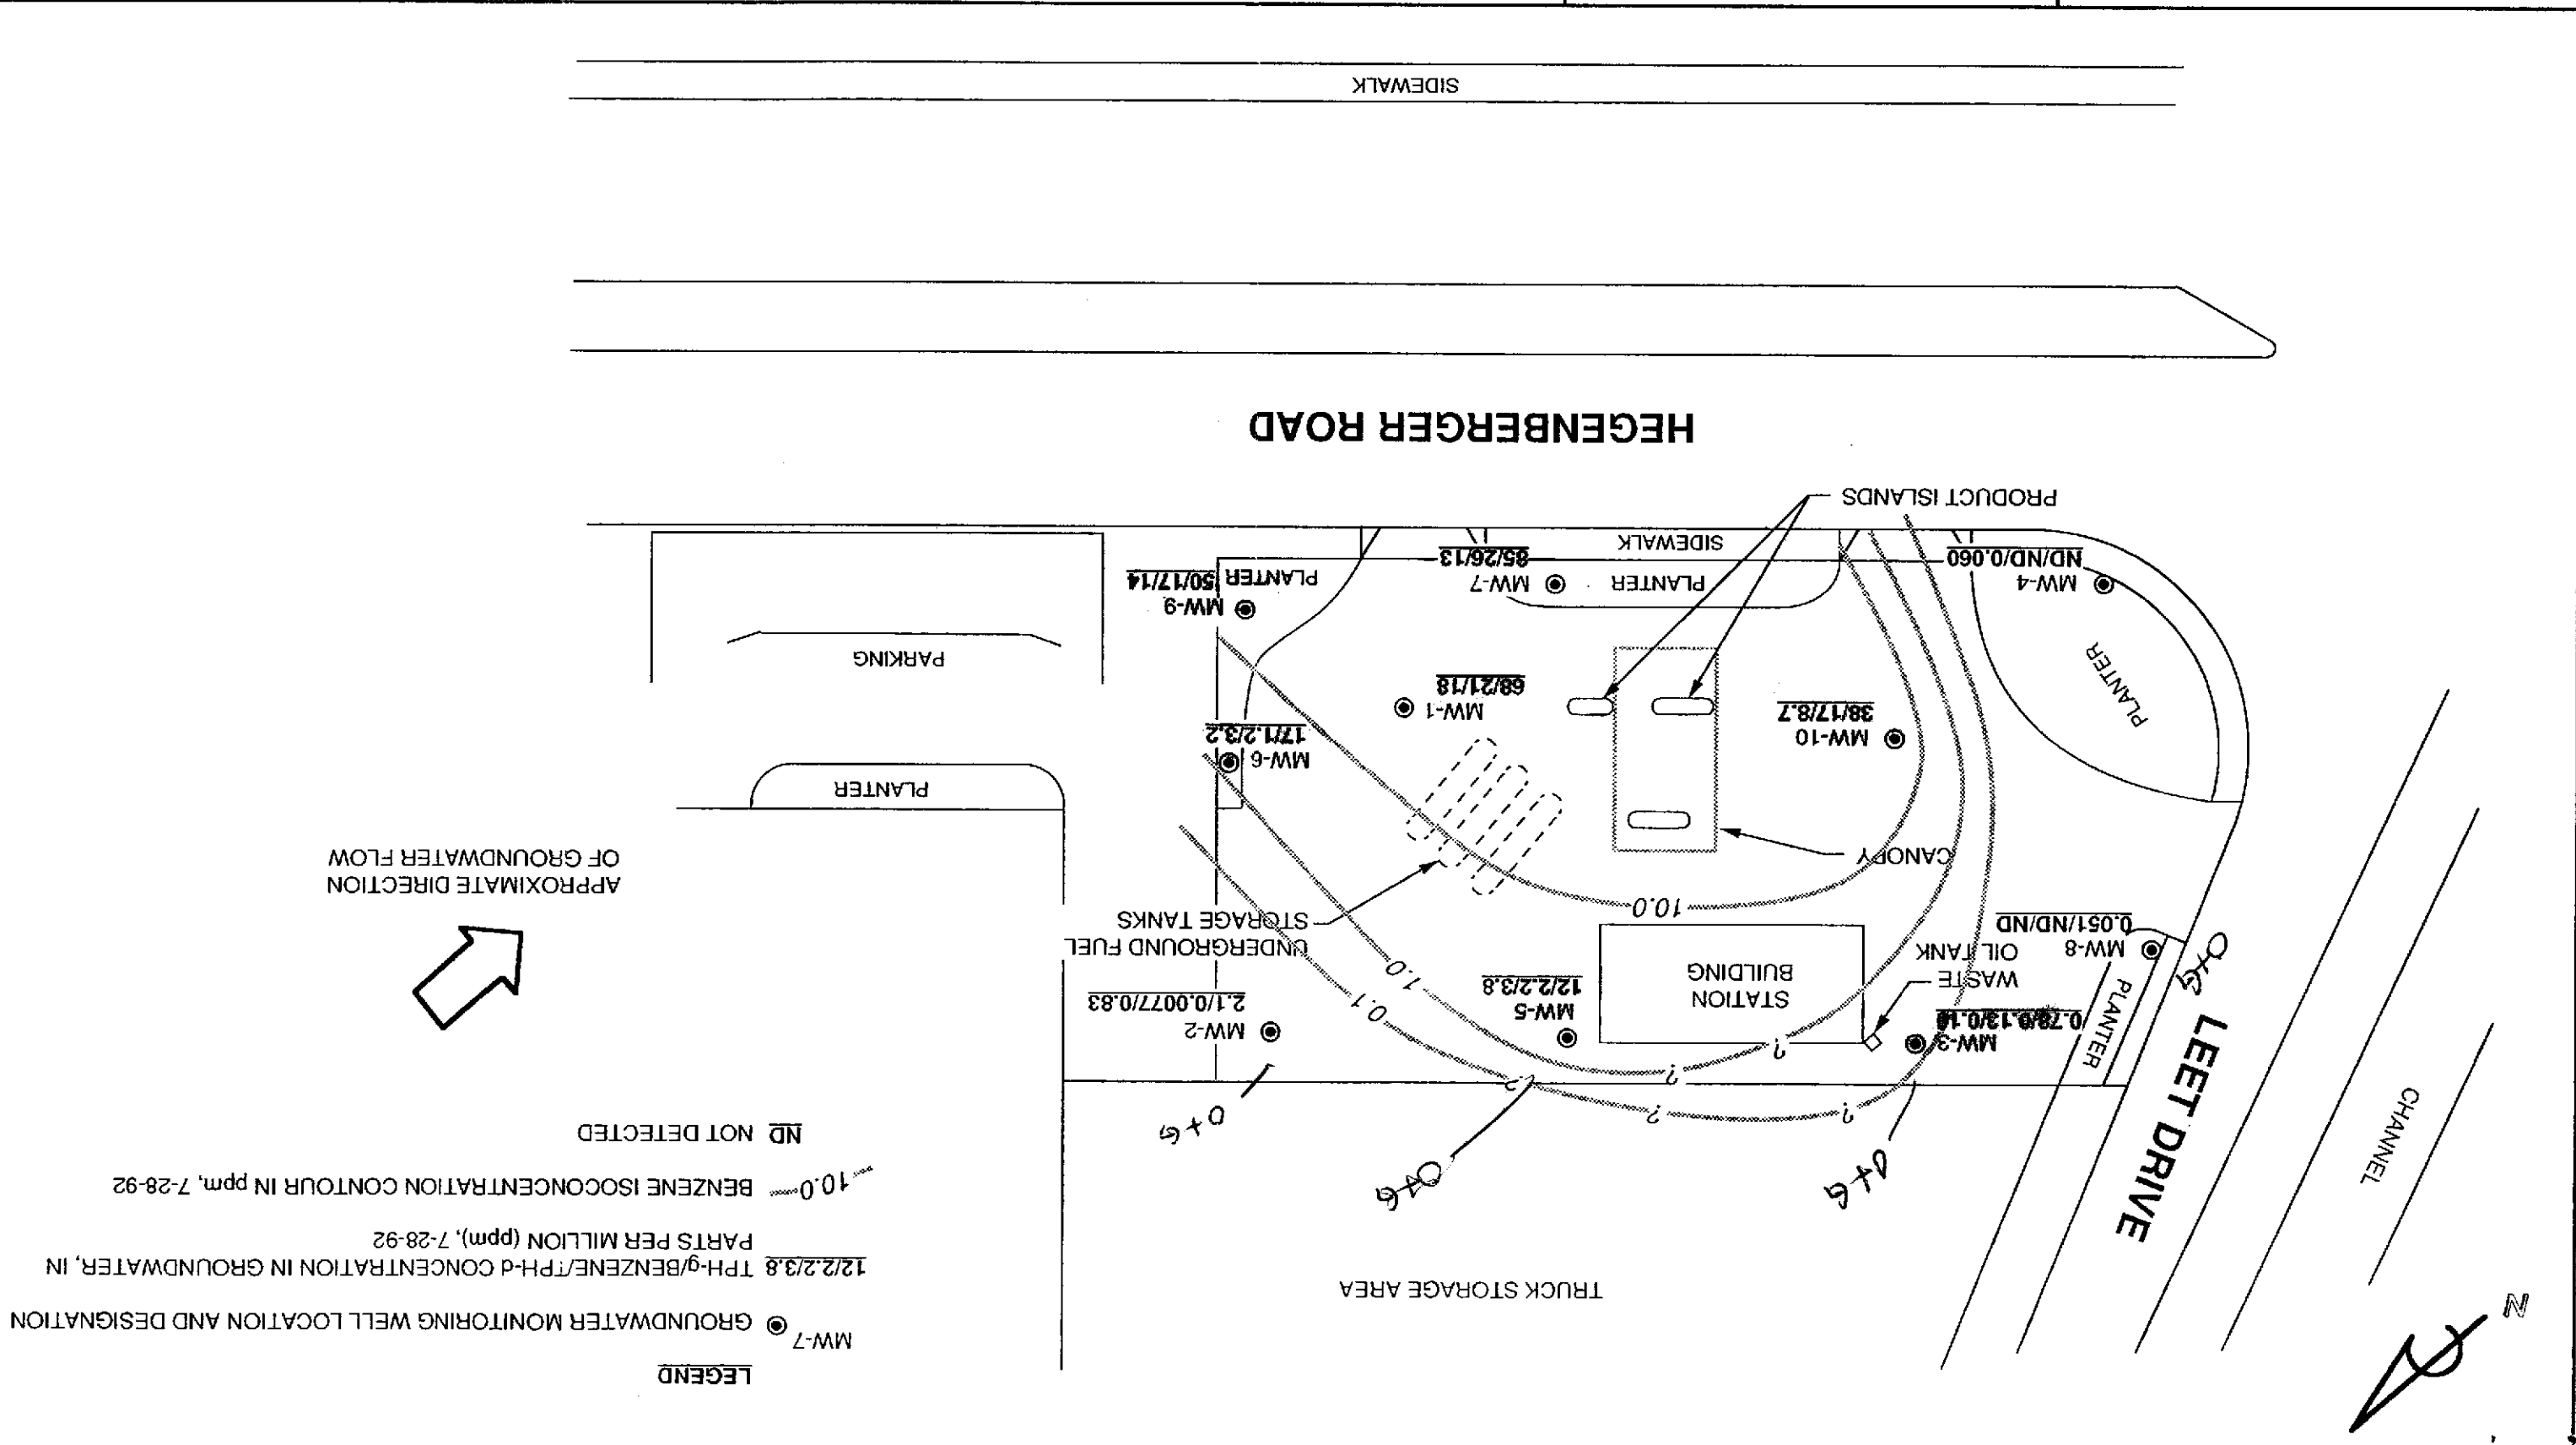 LEGEND
MW-7
GROUNDWATER MONITORING WELL LOCATION AND DESIGNATION
12/2.2/3.8 TPH-g/BENZENE/TPH-d CONCENTRATION IN GROUNDWATER, IN
PARTS PER MILLION (ppm), 7-28-92
10.0 BENZENE ISOCONCENTRATION CONTOUR IN ppm, 7-28-92
ND NOT DETECTED
N
TRUCK STORAGE AREA
CHANNEL
LEET DRIVE
O+G
O+G
O+G
O+G
?
?
?
?
?
PLANTER
MW-3
WASTE
OIL TANK
MW-8
0.051/ND/ND
STATION
BUILDING
MW-5
12/2.2/3.8
MW-2
2.1/0.0077/0.83
0.1
1.0
10.0
UNDERGROUND FUEL
STORAGE TANKS
APPROXIMATE DIRECTION
OF GROUNDWATER FLOW
CANOPY
PLANTER
MW-10
38/17/8.7
MW-1
68/21/18
MW-6
17/1.2/3.2
PLANTER
PARKING
MW-4
ND/ND/0.060
PLANTER
MW-7
85/26/13
SIDEWALK
MW-9
PLANTER
50/17/14
PRODUCT ISLANDS
HEGENBERGER ROAD
SIDEWALK